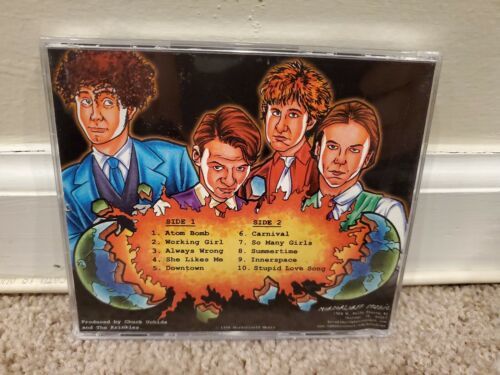 SIDE 1
1. Atom Bomb
2. Working Girl
3. Always Wrong
4. She Likes Me
5. Downtown
SIDE 2
6. Carnival
7. So Many Girls
8. Summertime
9. Innerspace
10. Stupid Love Song
Produced by Chuck Uchida
and The Krinkles